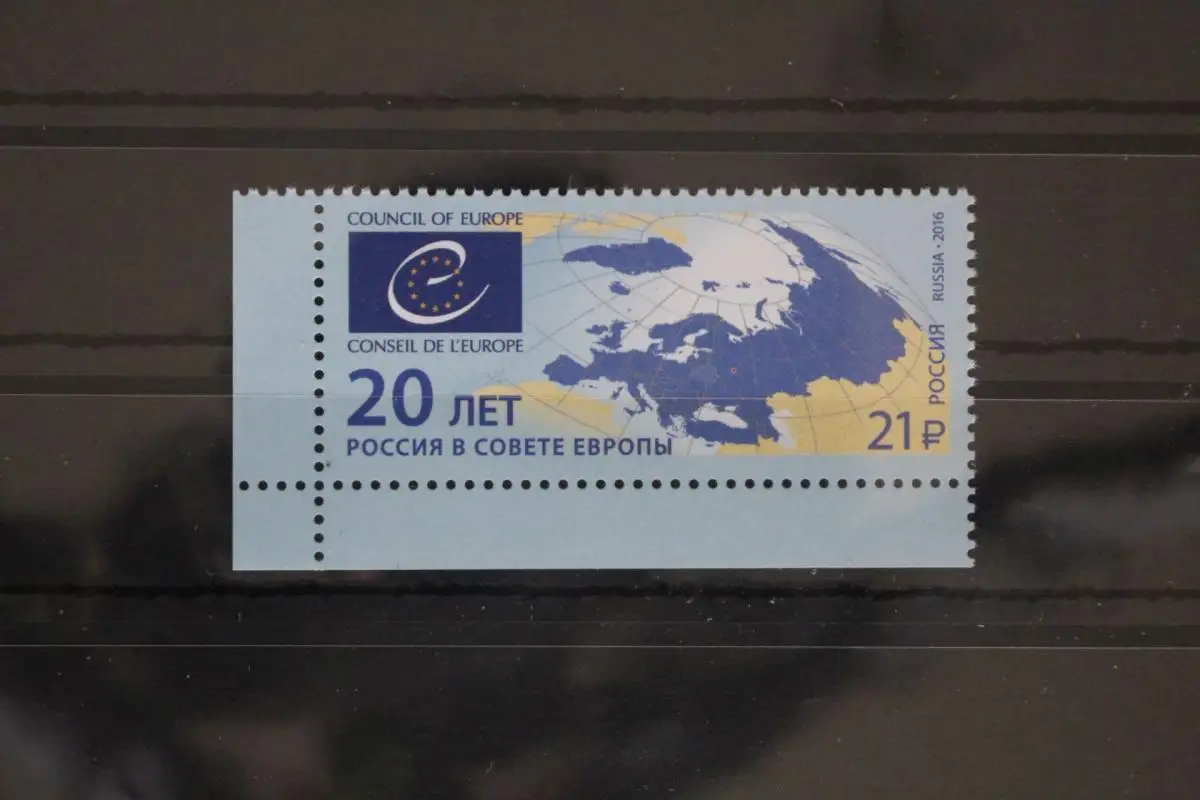 COUNCIL OF EUROPE
CONSEIL DE L'EUROPE
20 ЛЕТ
РОССИЯ В СОВЕТЕ ЕВРОПЫ
21 ₽
РОССИЯ RUSSIA • 2016